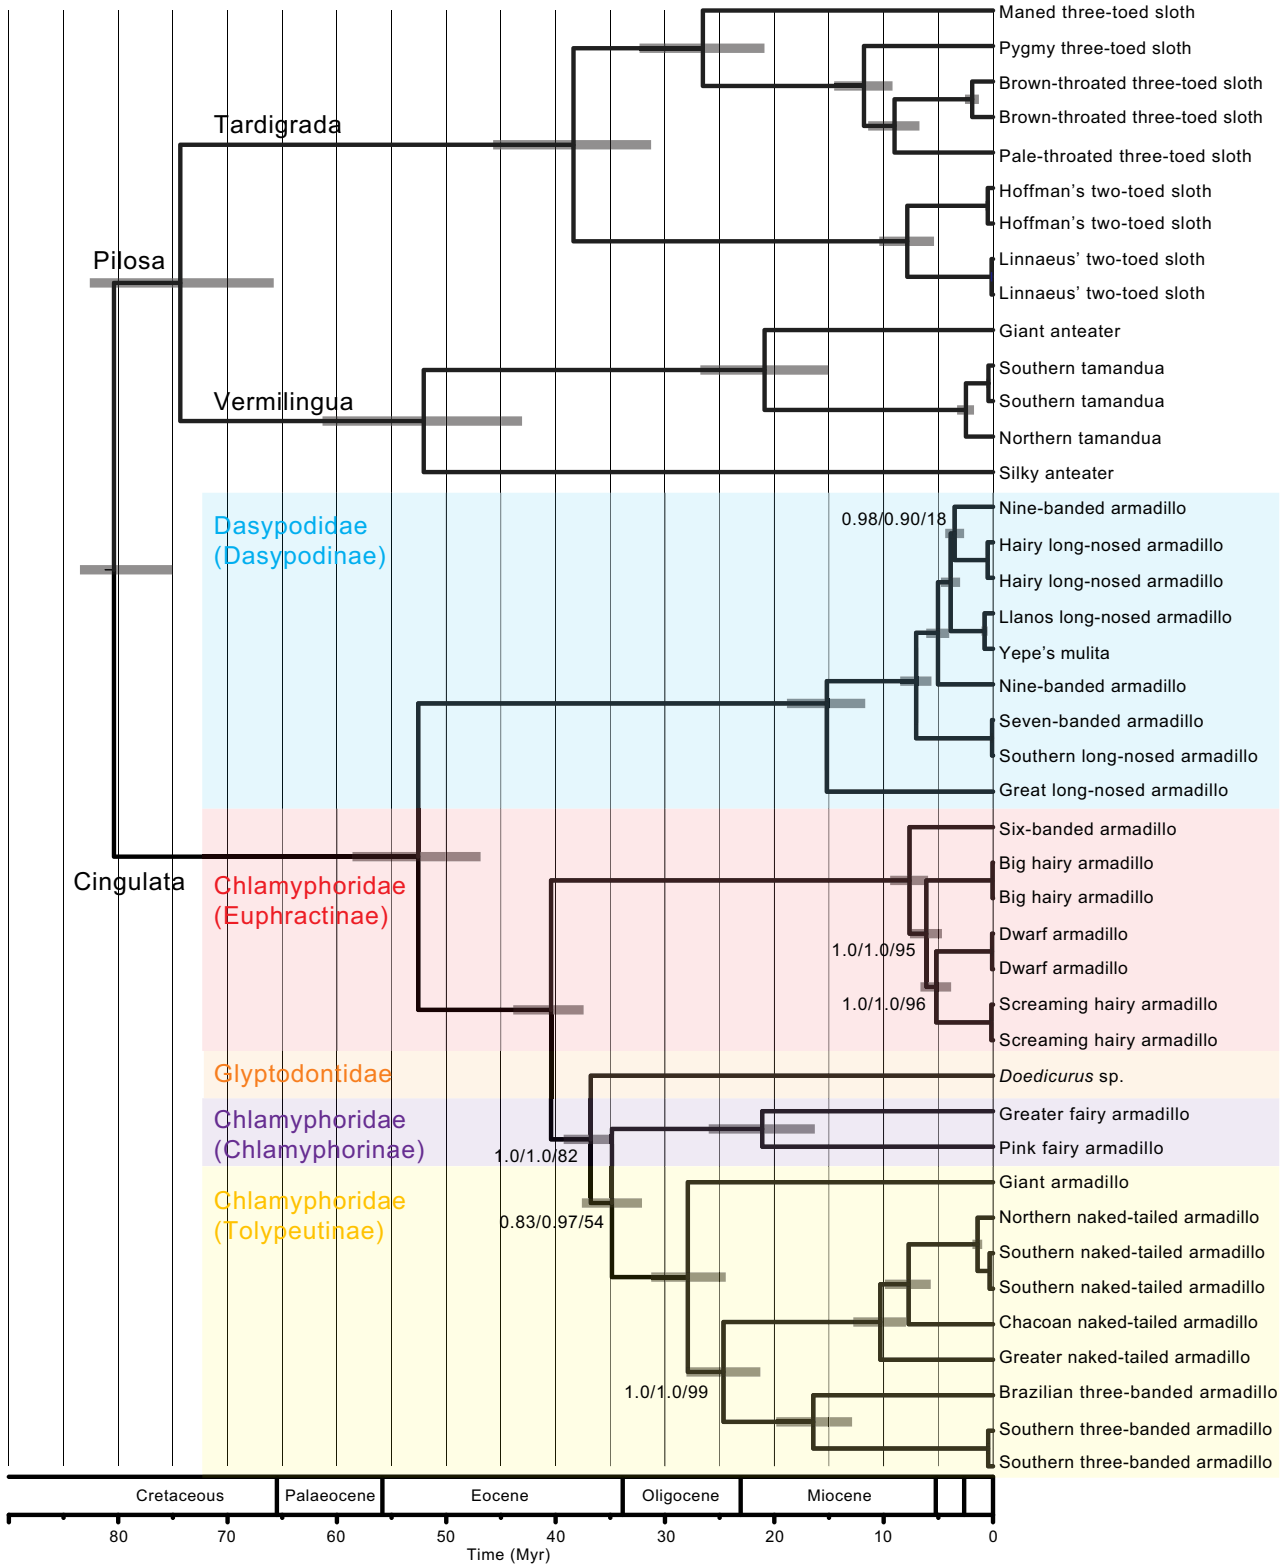 Maned three-toed sloth
Pygmy three-toed sloth
Brown-throated three-toed sloth
Brown-throated three-toed sloth
Tardigrada
Pale-throated three-toed sloth
Hoffman's two-toed sloth
Hoffman's two-toed sloth
Pilosa
Linnaeus' two-toed sloth
Linnaeus' two-toed sloth
Giant anteater
Southern tamandua
Vermilingua
Southern tamandua
Northern tamandua
Silky anteater
Dasypodidae
(Dasypodinae)
0.98/0.90/18
Nine-banded armadillo
Hairy long-nosed armadillo
Hairy long-nosed armadillo
Llanos long-nosed armadillo
Yepe's mulita
Nine-banded armadillo
Seven-banded armadillo
Southern long-nosed armadillo
Great long-nosed armadillo
Six-banded armadillo
Cingulata
Chlamyphoridae
(Euphractinae)
Big hairy armadillo
Big hairy armadillo
Dwarf armadillo
1.0/1.0/95
Dwarf armadillo
1.0/1.0/96
Screaming hairy armadillo
Screaming hairy armadillo
Glyptodontidae
Doedicurus sp.
Chlamyphoridae
(Chlamyphorinae)
Greater fairy armadillo
Pink fairy armadillo
1.0/1.0/82
Chlamyphoridae
(Tolypeutinae)
Giant armadillo
0.83/0.97/54
Northern naked-tailed armadillo
Southern naked-tailed armadillo
Southern naked-tailed armadillo
Chacoan naked-tailed armadillo
Greater naked-tailed armadillo
1.0/1.0/99
Brazilian three-banded armadillo
Southern three-banded armadillo
Southern three-banded armadillo
Cretaceous Palaeocene Eocene Oligocene Miocene
80 70 60 50 40 30 20 10 0
Time (Myr)